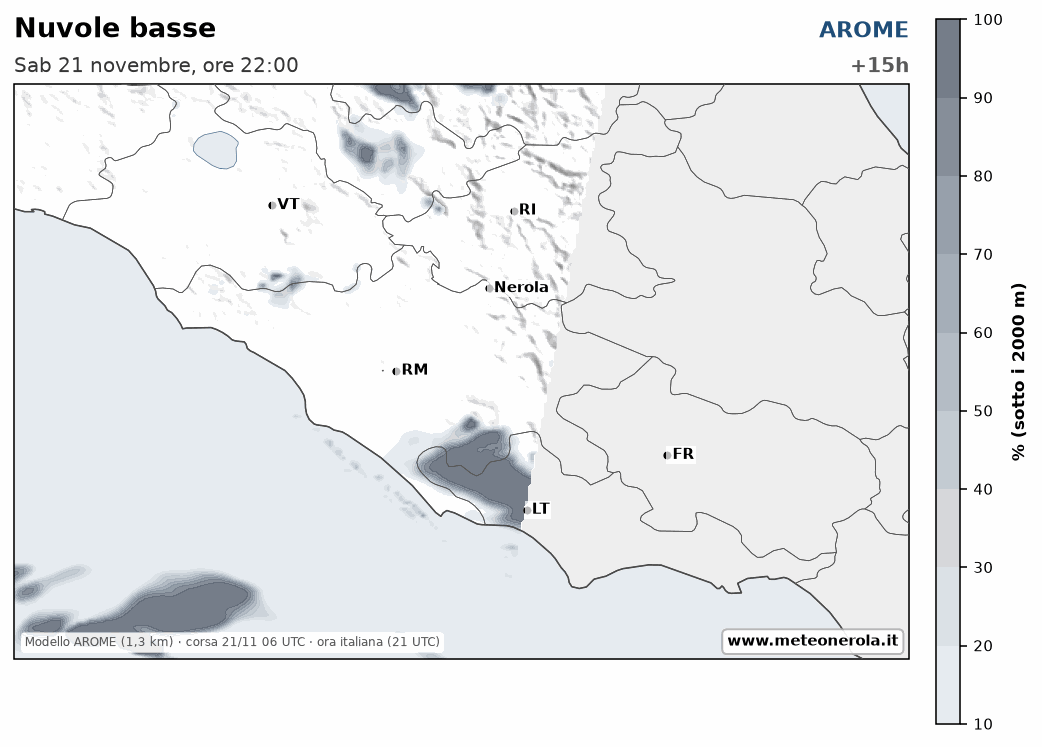 Nuvole basse
AROME
Sab 21 novembre, ore 22:00
+15h
100
90
80
70
60
50
40
30
20
10
% (sotto i 2000 m)
VT
RI
Nerola
RM
FR
LT
Modello AROME (1,3 km) · corsa 21/11 06 UTC · ora italiana (21 UTC)
www.meteonerola.it